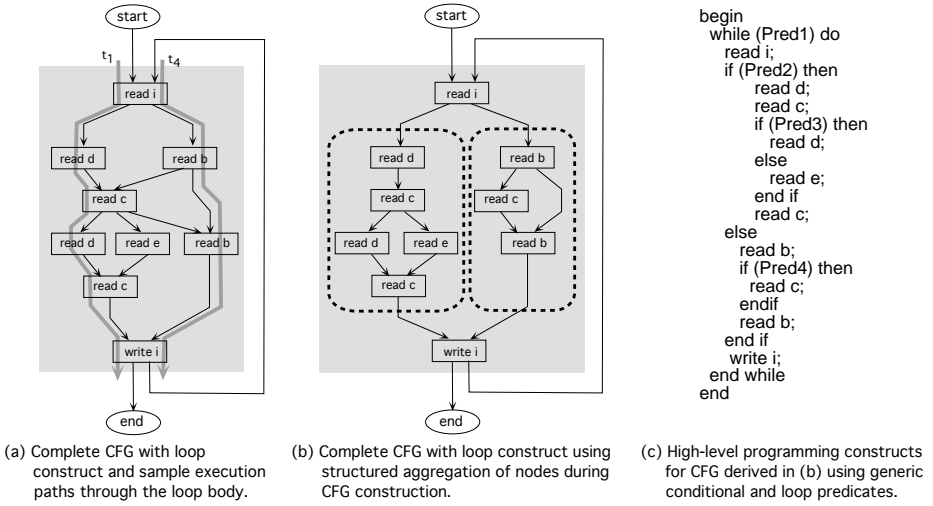 start
t1
t4
read i
read d
read b
read c
read d
read e
read b
read c
write i
end
(a) Complete CFG with loop
construct and sample execution
paths through the loop body.
start
read i
read d
read b
read c
read c
read d
read e
read b
read c
write i
end
(b) Complete CFG with loop construct using
structured aggregation of nodes during
CFG construction.
begin
while (Pred1) do
read i;
if (Pred2) then
read d;
read c;
if (Pred3) then
read d;
else
read e;
end if
read c;
else
read b;
if (Pred4) then
read c;
endif
read b;
end if
write i;
end while
end
(c) High-level programming constructs
for CFG derived in (b) using generic
conditional and loop predicates.